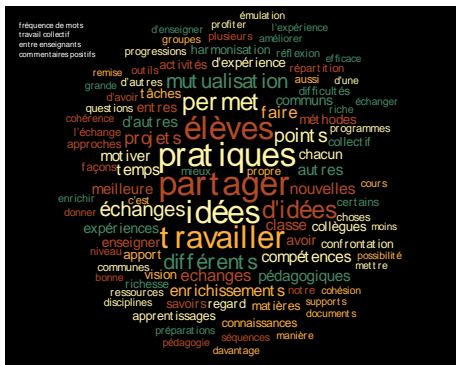 fréquence de mots
travail collectif
entre enseignants
commentaires positifs
émulation
d'enseigner profiter l'expérience
groupes plusieurs améliorer
progressions harmonisation réflexion efficace
activités d'expérience répartition
remise outils mutualisation aussi d'une
grande d'autres difficultés
d'avoir tâches permet communs échanger
questions entres faire riche
cohérence d'autres élèves méthodes
l'échange projets points programmes
approches collectif
motiver pratiques chacun
façons temps mieux propre autres
meilleure partager nouvelles cours
enrichir c'est certains
donner échanges idées d'idées choses
expériences classe collègues moins
enseigner travailler avoir confrontation
niveau apport différents compétences possibilité
communes vision echanges pédagogiques mettre
bonne richesse
ressources enrichissements notre cohésion
disciplines savoirs regard matières supports
apprentissages documents
préparations connaissances
pédagogie séquences manière
davantage